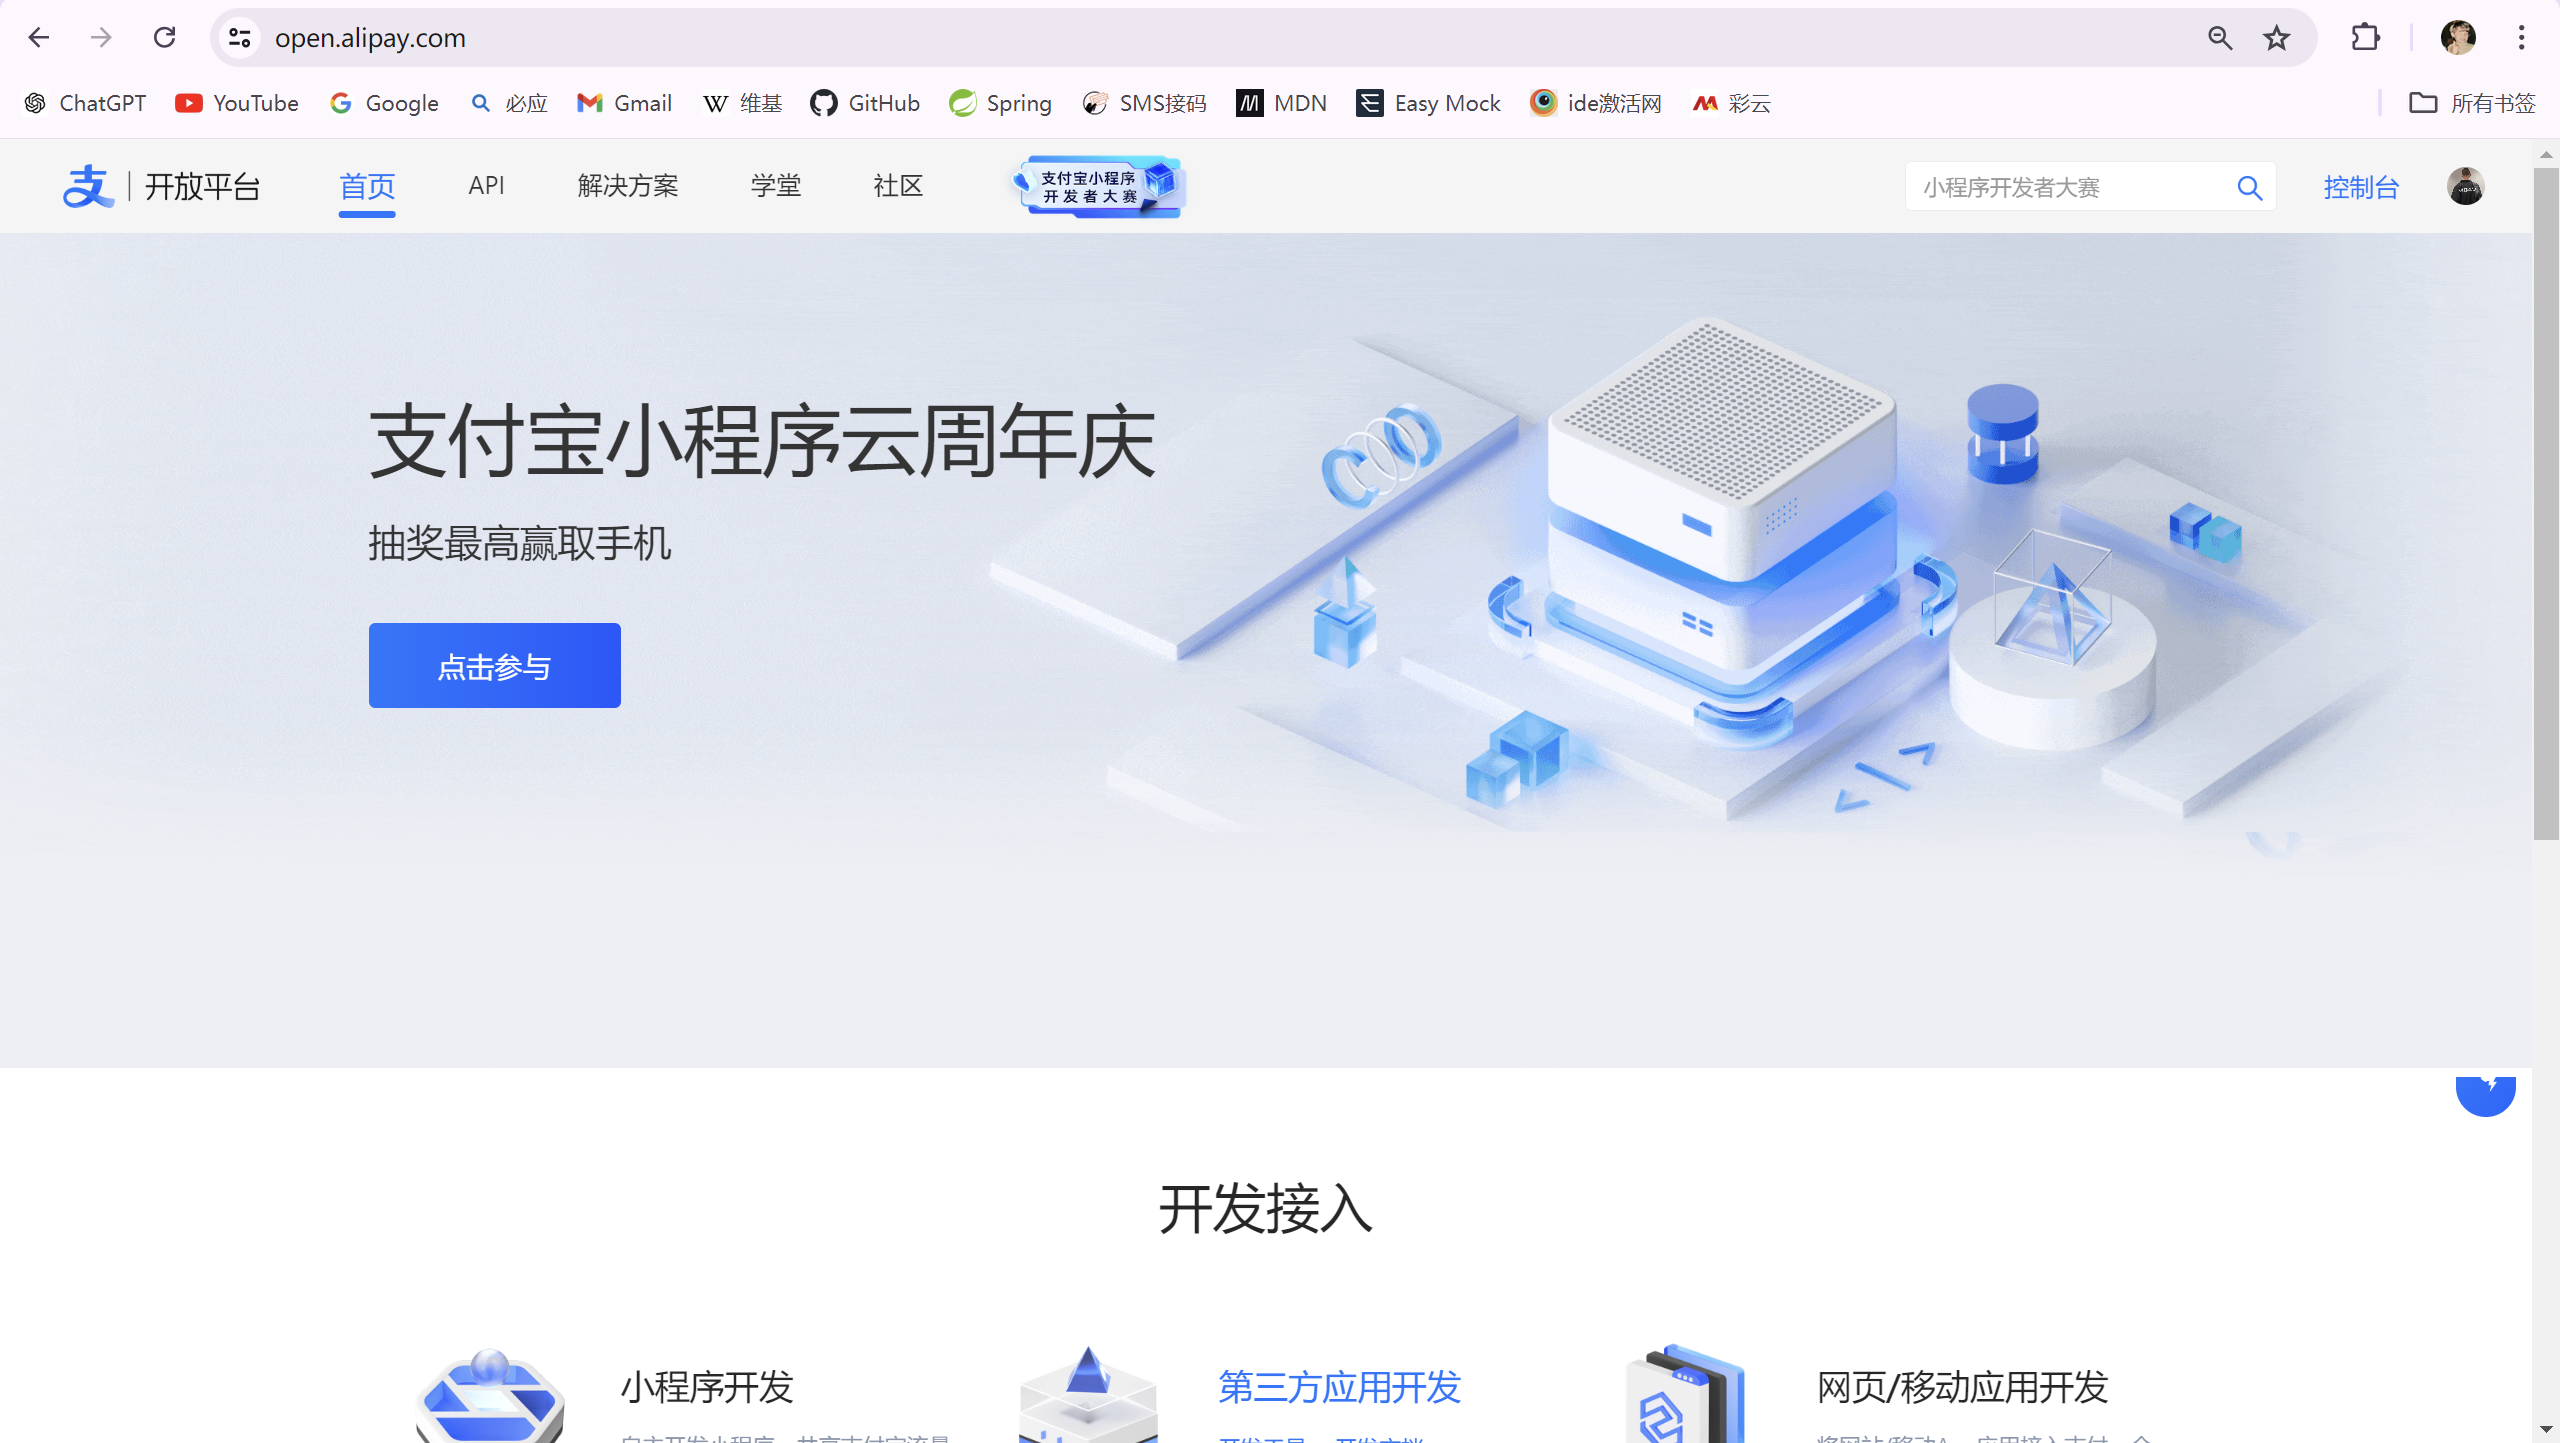 open.alipay.com
ChatGPT YouTube Google 必应 Gmail 维基 GitHub Spring SMS接码 MDN Easy Mock ide激活网 彩云 所有书签
支 开放平台 首页 API 解决方案 学堂 社区 支付宝小程序 小程序开发者大赛 控制台
开发者大赛
支付宝小程序云周年庆
抽奖最高赢取手机
点击参与
开发接入
小程序开发 第三方应用开发 网页/移动应用开发